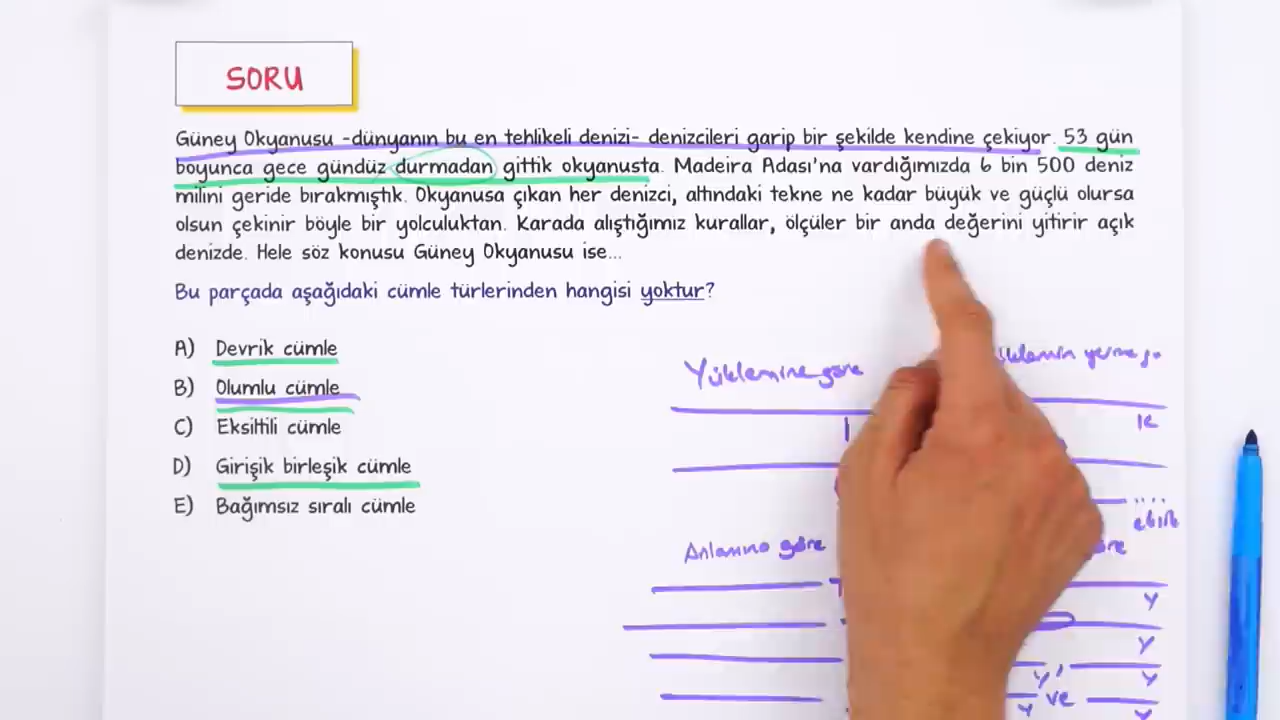 SORU
Güney Okyanusu -dünyanın bu en tehlikeli denizi- denizcileri garip bir şekilde kendine çekiyor. 53 gün
boyunca gece gündüz durmadan gittik okyanusta. Madeira Adası'na vardığımızda 6 bin 500 deniz
milini geride bırakmıştık. Okyanusa çıkan her denizci, altındaki tekne ne kadar büyük ve güçlü olursa
olsun çekinir böyle bir yolculuktan. Karada alıştığımız kurallar, ölçüler bir anda değerini yitirir açık
denizde. Hele söz konusu Güney Okyanusu ise...
Bu parçada aşağıdaki cümle türlerinden hangisi yoktur?
A) Devrik cümle
B) Olumlu cümle
C) Eksiltili cümle
D) Girişik birleşik cümle
E) Bağımsız sıralı cümle
Yüklemine göre
Anlamına göre
Y
Y
Y
Y ve Y